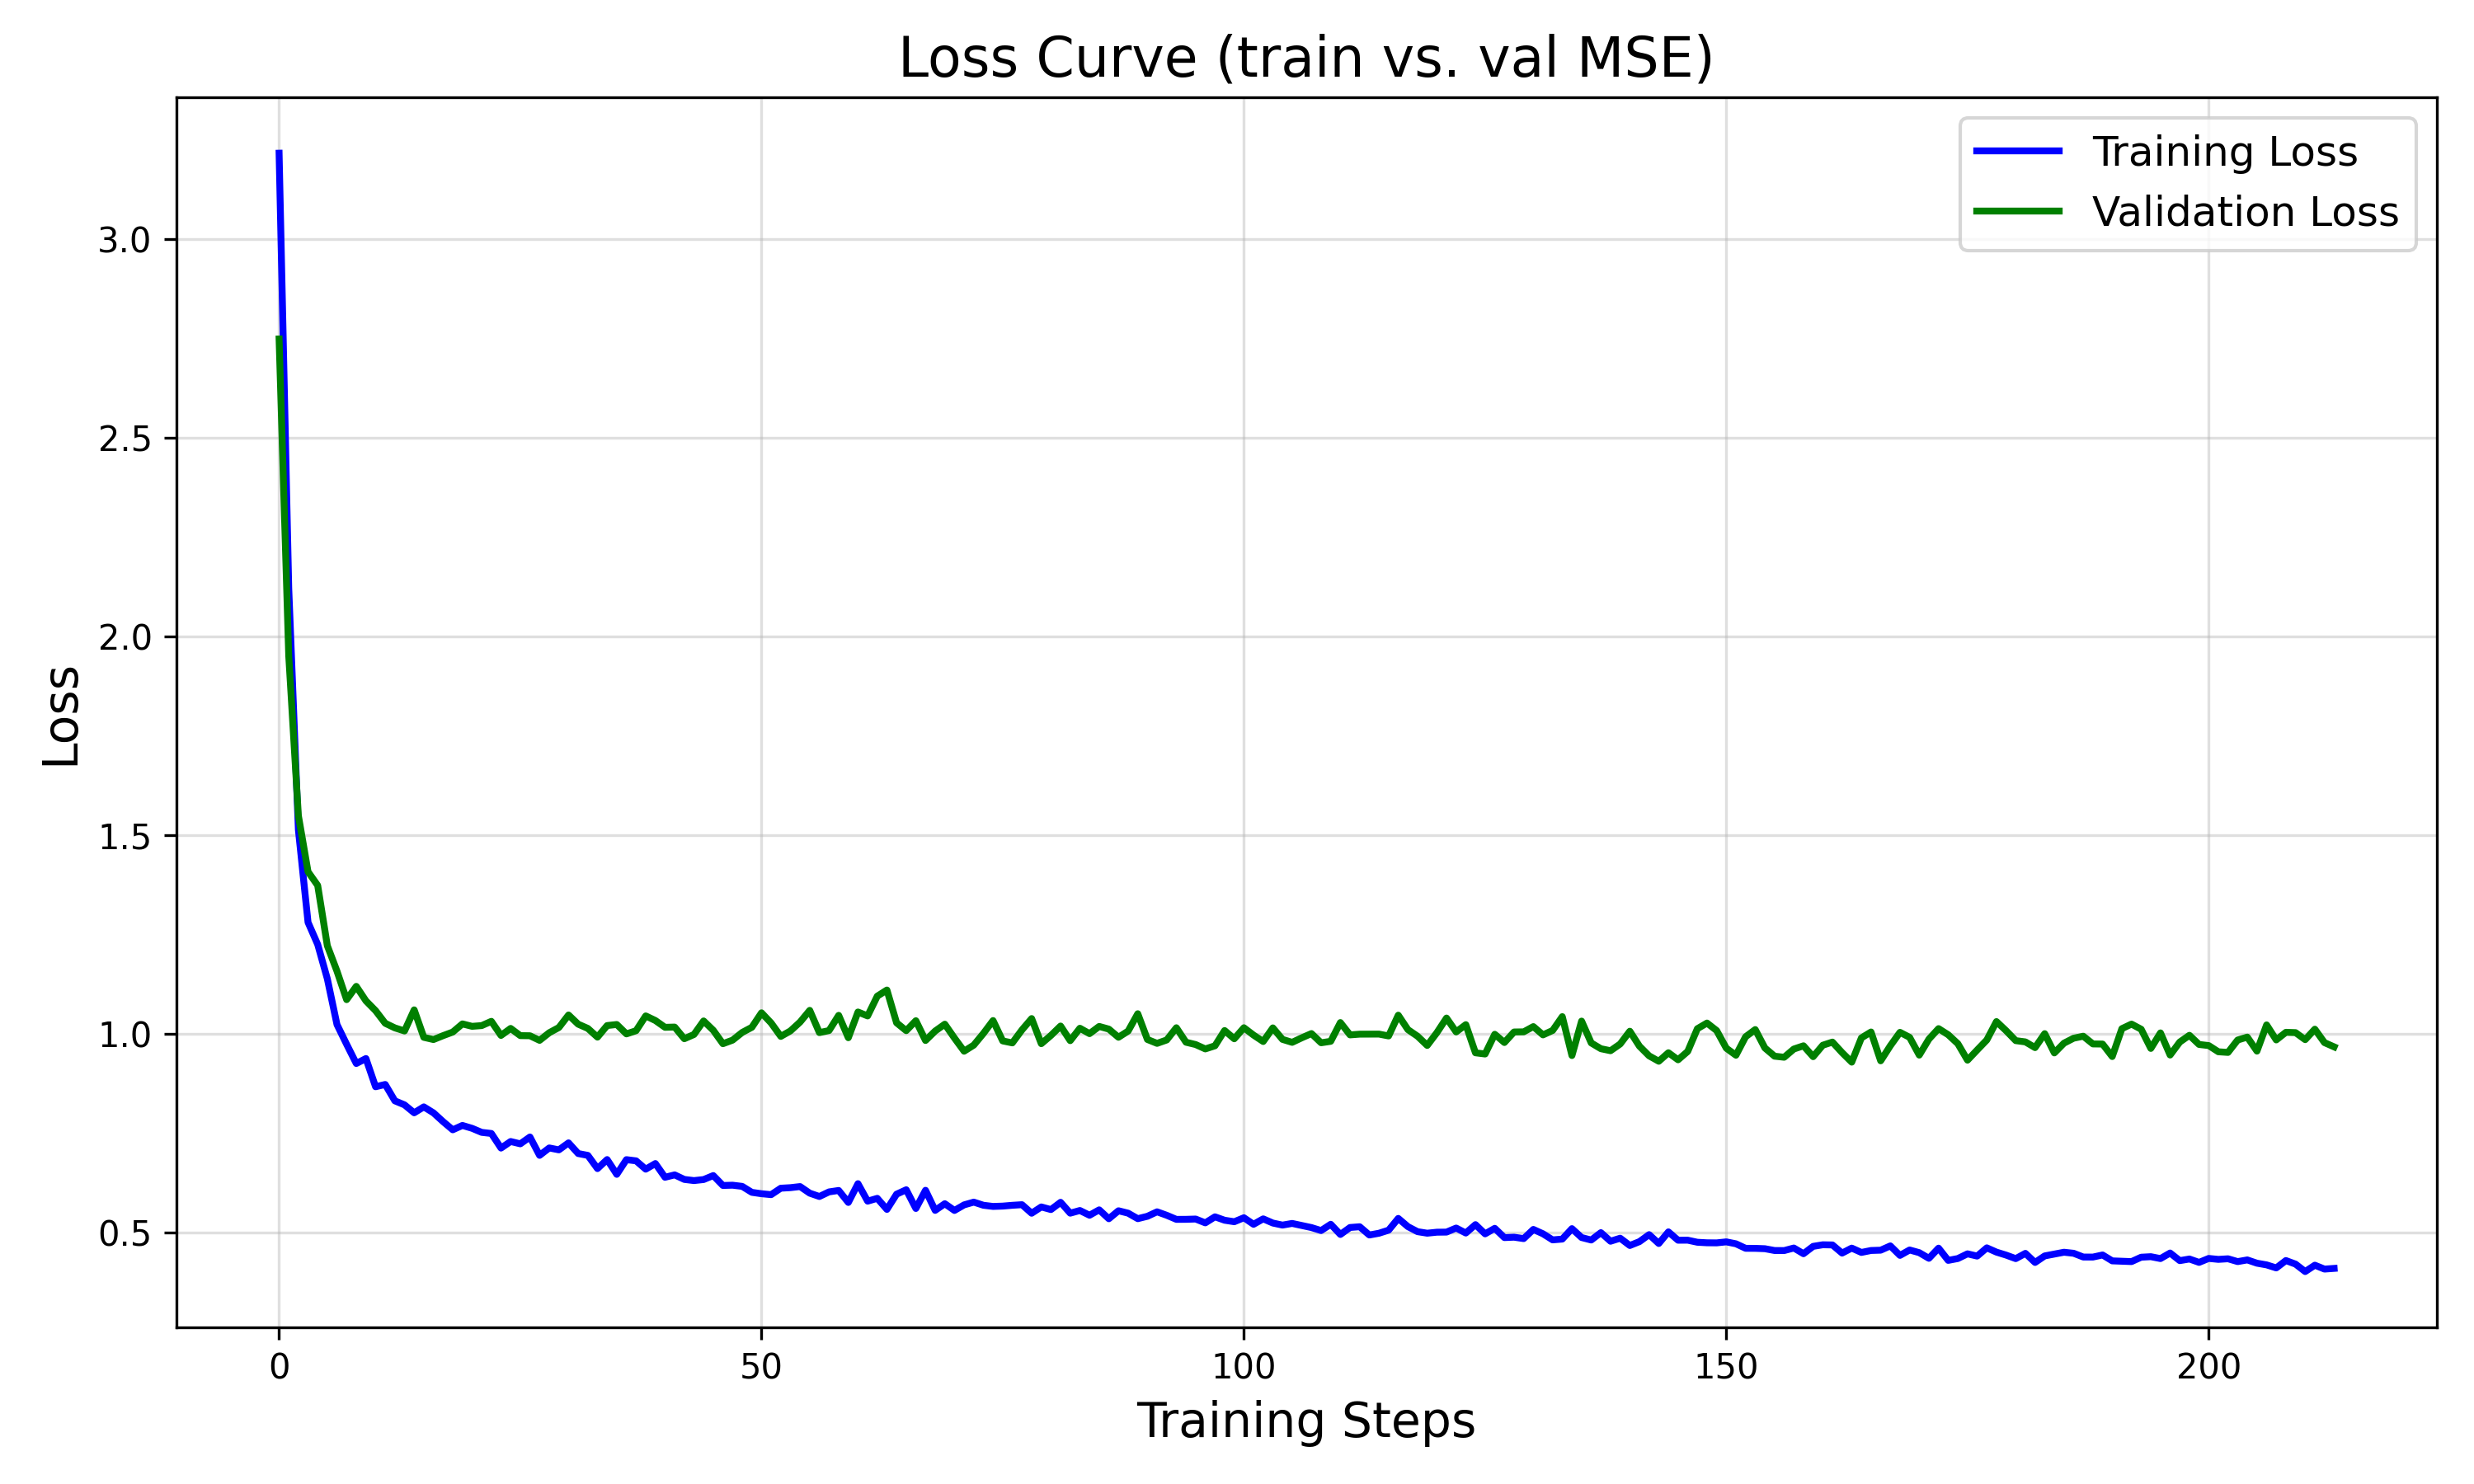 Loss Curve (train vs. val MSE)
Training Loss
Validation Loss
3.0
2.5
2.0
1.5
1.0
0.5
Loss
0 50 100 150 200
Training Steps